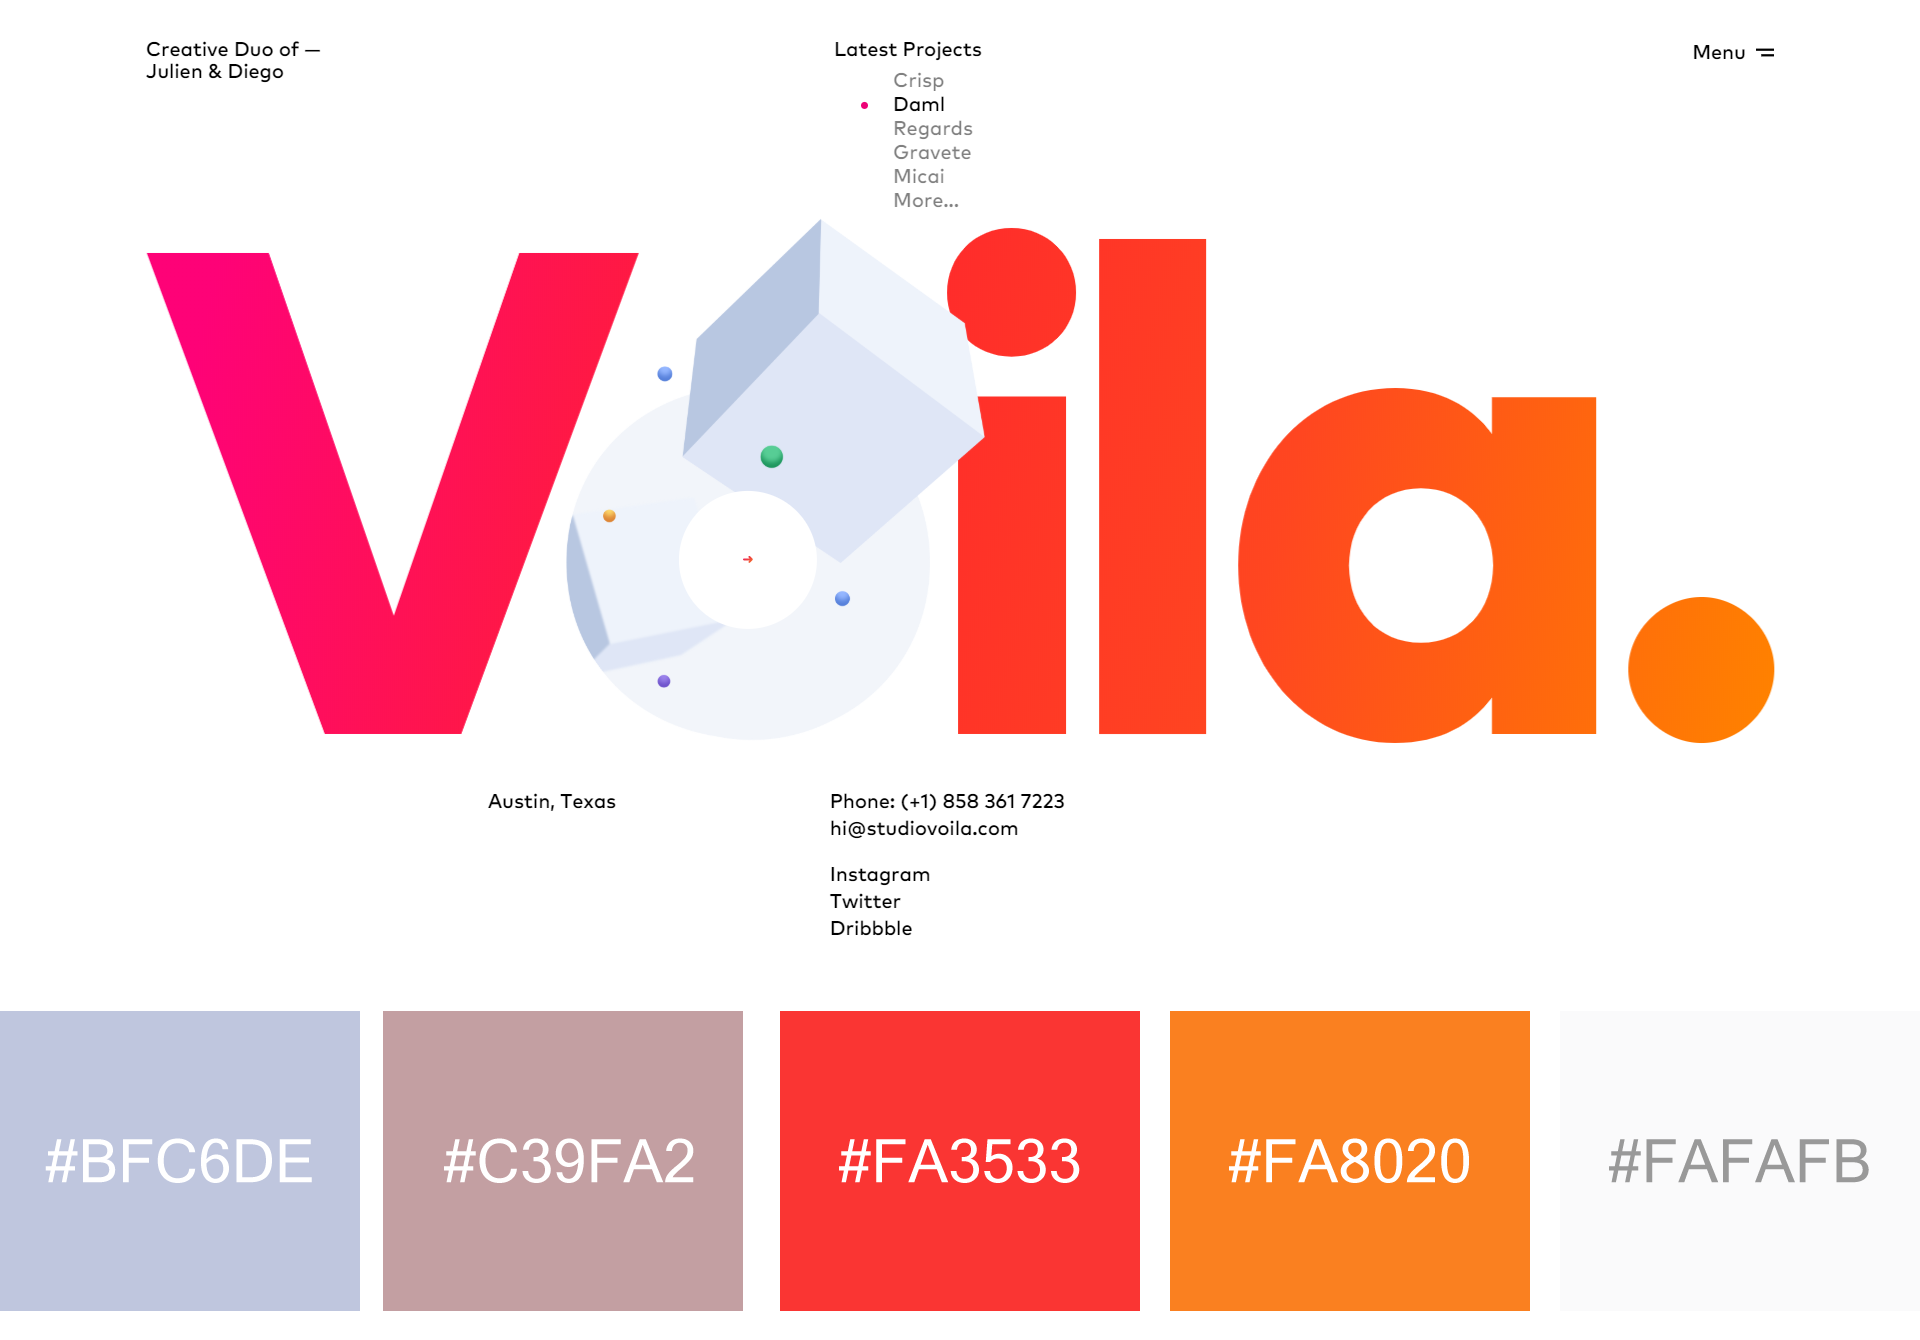 Creative Duo of —
Julien & Diego
Latest Projects
Crisp
Daml
Regards
Gravete
Micai
More...
Menu
Voila.
Austin, Texas
Phone: (+1) 858 361 7223
hi@studiovoila.com
Instagram
Twitter
Dribbble
#BFC6DE
#C39FA2
#FA3533
#FA8020
#FAFAFB